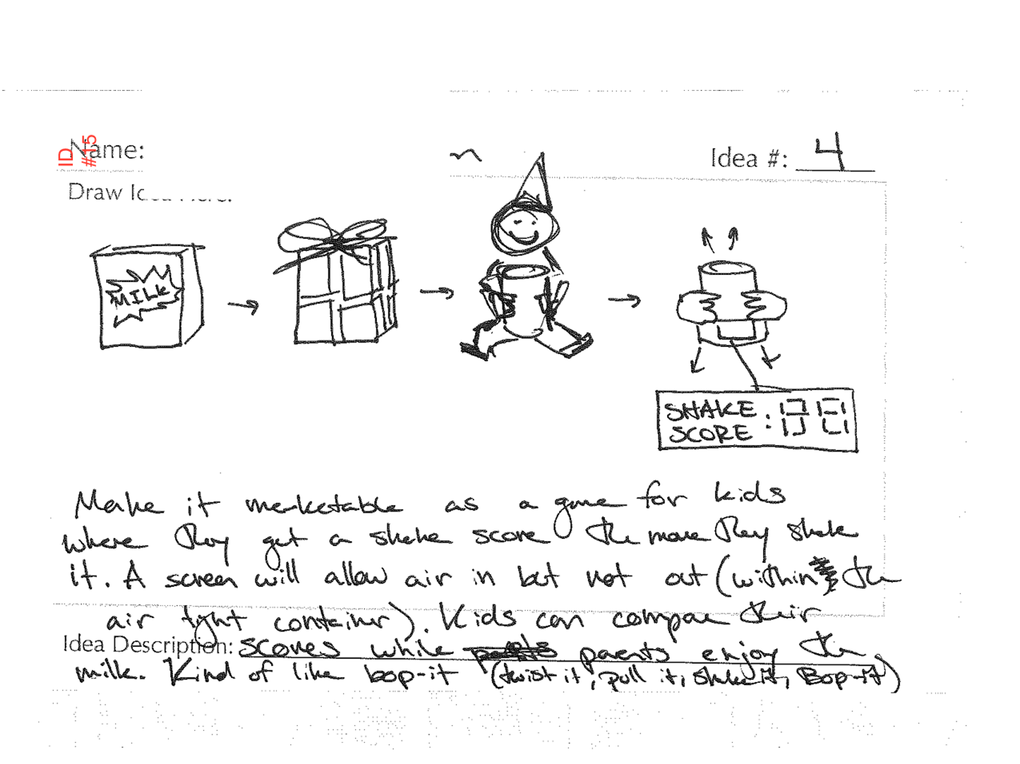 ID #15
Name:
Idea #: 4
Draw Idea Here:
MILK
SHAKE SCORE : 00
Make it marketable as a game for kids
where they get a shake score the more they shake
it. A screen will allow air in but not out (within the
air tight container). Kids can compare their
Idea Description: scores while parents enjoy the
milk. Kind of like bop-it (twist it, pull it, shake it, Bop-it)